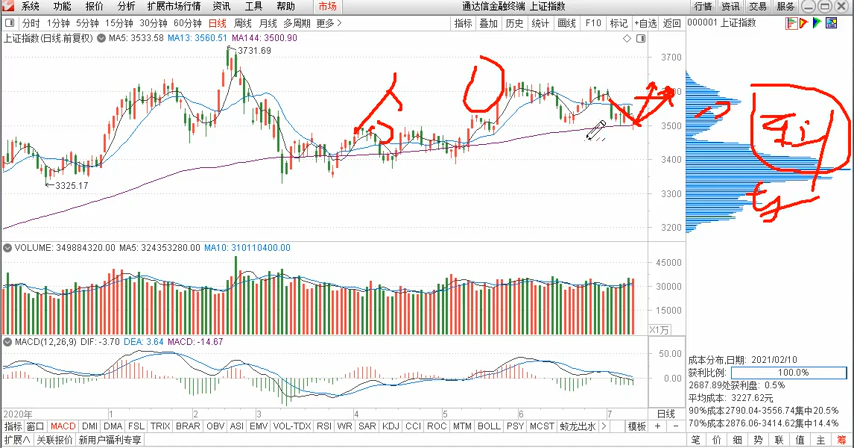 系统 功能 报价 分析 扩展市场行情 资讯 工具 帮助 市场 通达信金融终端 上证指数 行情 资讯 交易 服务
分时 1分钟 5分钟 15分钟 30分钟 60分钟 日线 周线 月线 多周期 更多 > 指标 叠加 历史 统计 画线 F10 标记 +自选 返回 000001 上证指数
上证指数(日线 前复权) MA5: 3533.58 MA13: 3560.51 MA144: 3500.90
3731.69
3325.17
3700
3600
3500
3400
3300
3200
VOLUME: 349884320.00 MA5: 324353280.00 MA10: 310110400.00
45000
30000
15000
X1万
MACD(12,26,9) DIF: -3.70 DEA: 3.64 MACD: -14.67
50.00
0.00
2020年 1 2 3 4 5 6 7 日线
指标 窗口 MACD DMI DMA FSL TRIX BRAR CR VR OBV ASI EMV VOL-TDX RSI WR SAR KDJ CCI ROC MTM BOLL PSY MCST 蛟龙出水 > 模板 + -
扩展∧ 关联报价 新用户福利专享
成本分布,日期: 2021/02/10
获利比例: 100.0%
2687.89处获利盘: 0.5%
平均成本: 3227.62元
90%成本2790.04-3556.74集中20.5%
70%成本2876.06-3414.62集中14.4%
笔 价 细 势 联 值 主 筹